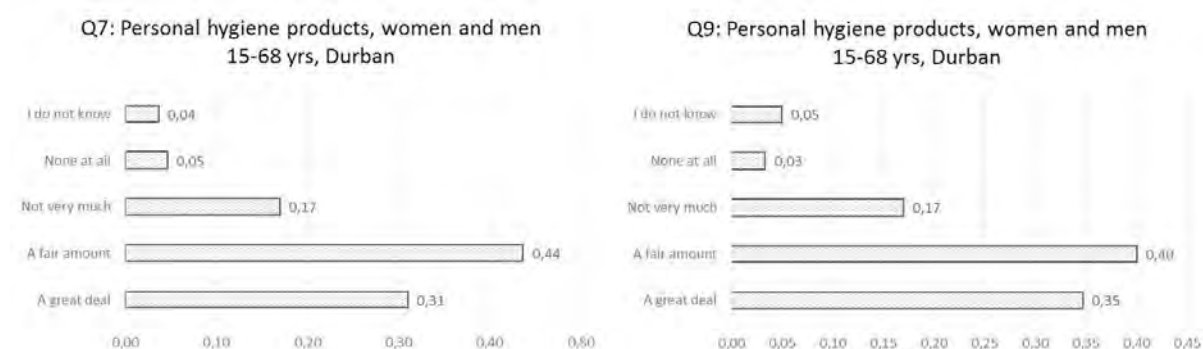 Q7: Personal hygiene products, women and men
15-68 yrs, Durban
I do not know 0,04
None at all 0,05
Not very much 0,17
A fair amount 0,44
A great deal 0,31
0,00 0,10 0,20 0,30 0,40 0,50 0,60
Q9: Personal hygiene products, women and men
15-68 yrs, Durban
I do not know 0,05
None at all 0,03
Not very much 0,17
A fair amount 0,40
A great deal 0,35
0,00 0,05 0,10 0,15 0,20 0,25 0,30 0,35 0,40 0,45